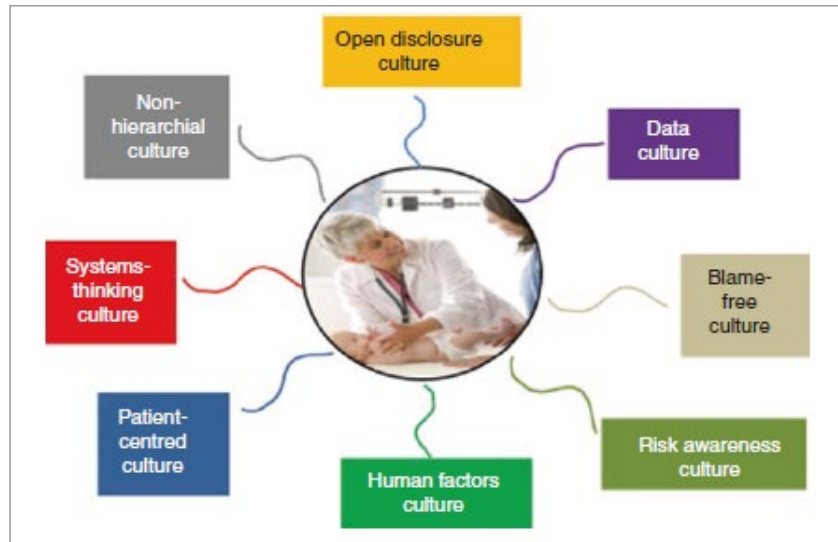 Open disclosure
culture
Non-
hierarchial
culture
Data
culture
Systems-
thinking
culture
Blame-
free
culture
Patient-
centred
culture
Human factors
culture
Risk awareness
culture